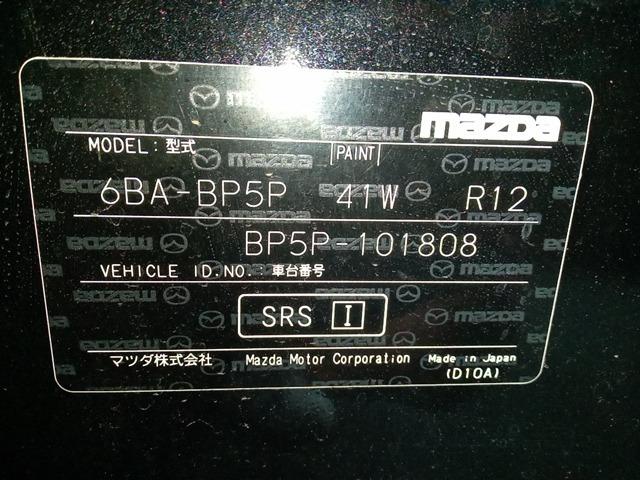 mazda
MODEL: 型式 PAINT
6BA-BP5P 41W R12
BP5P-101808
VEHICLE ID.NO. 車台番号
SRS I
マツダ株式会社 Mazda Motor Corporation Made in Japan
(D10A)